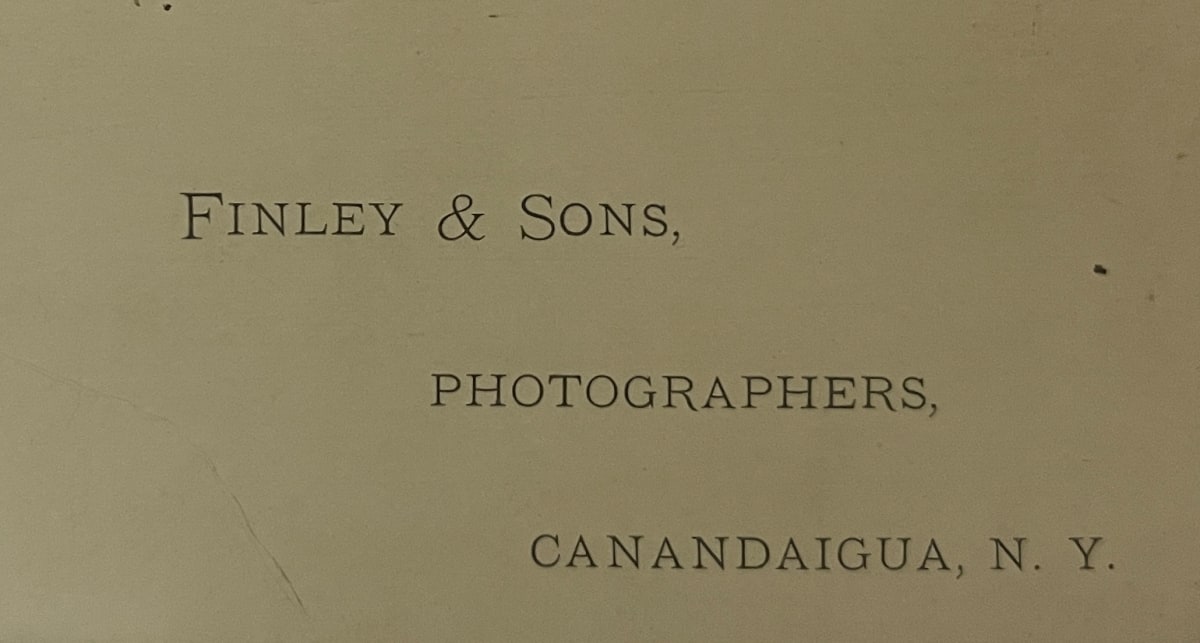 FINLEY & SONS,
PHOTOGRAPHERS,
CANANDAIGUA, N. Y.